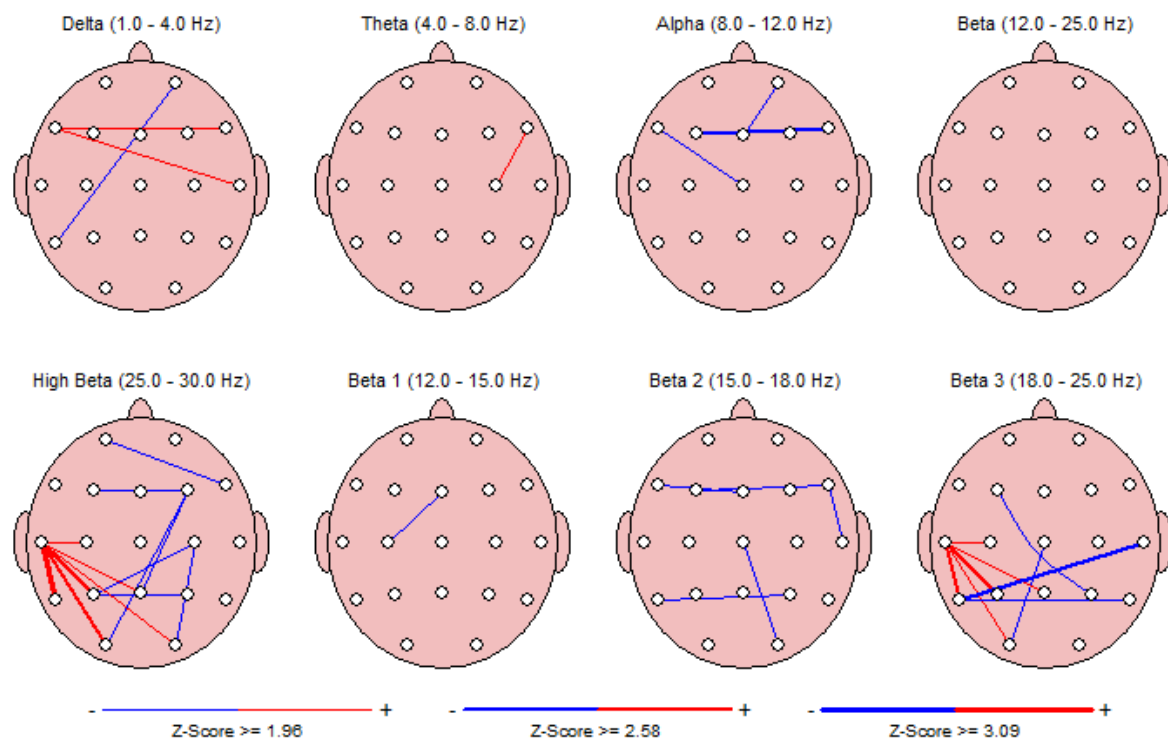 Delta (1.0 - 4.0 Hz)
Theta (4.0 - 8.0 Hz)
Alpha (8.0 - 12.0 Hz)
Beta (12.0 - 25.0 Hz)
High Beta (25.0 - 30.0 Hz)
Beta 1 (12.0 - 15.0 Hz)
Beta 2 (15.0 - 18.0 Hz)
Beta 3 (18.0 - 25.0 Hz)
- +
Z-Score >= 1.96
- +
Z-Score >= 2.58
- +
Z-Score >= 3.09